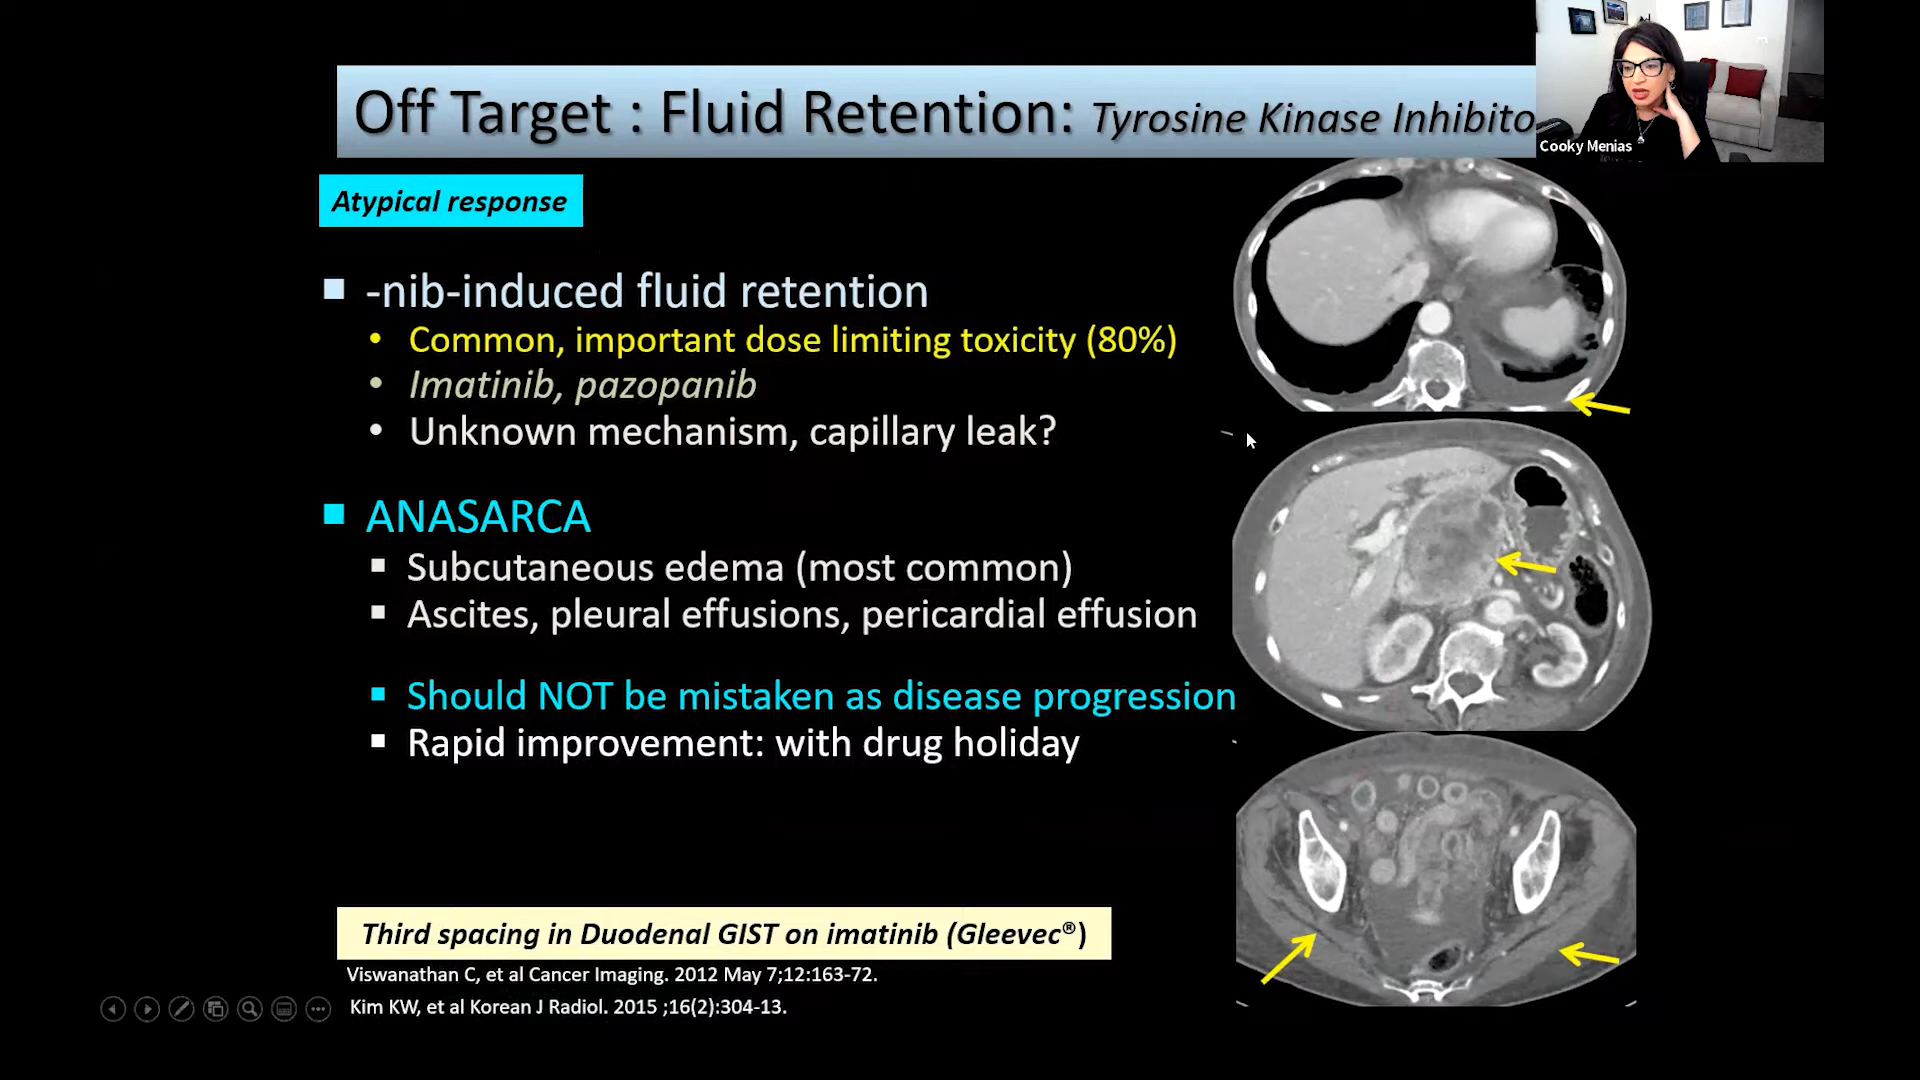 Off Target : Fluid Retention: Tyrosine Kinase Inhibito
Cooky Menias
Atypical response
-nib-induced fluid retention
Common, important dose limiting toxicity (80%)
Imatinib, pazopanib
Unknown mechanism, capillary leak?
ANASARCA
Subcutaneous edema (most common)
Ascites, pleural effusions, pericardial effusion
Should NOT be mistaken as disease progression
Rapid improvement: with drug holiday
Third spacing in Duodenal GIST on imatinib (Gleevec®)
Viswanathan C, et al Cancer Imaging. 2012 May 7;12:163-72.
Kim KW, et al Korean J Radiol. 2015 ;16(2):304-13.